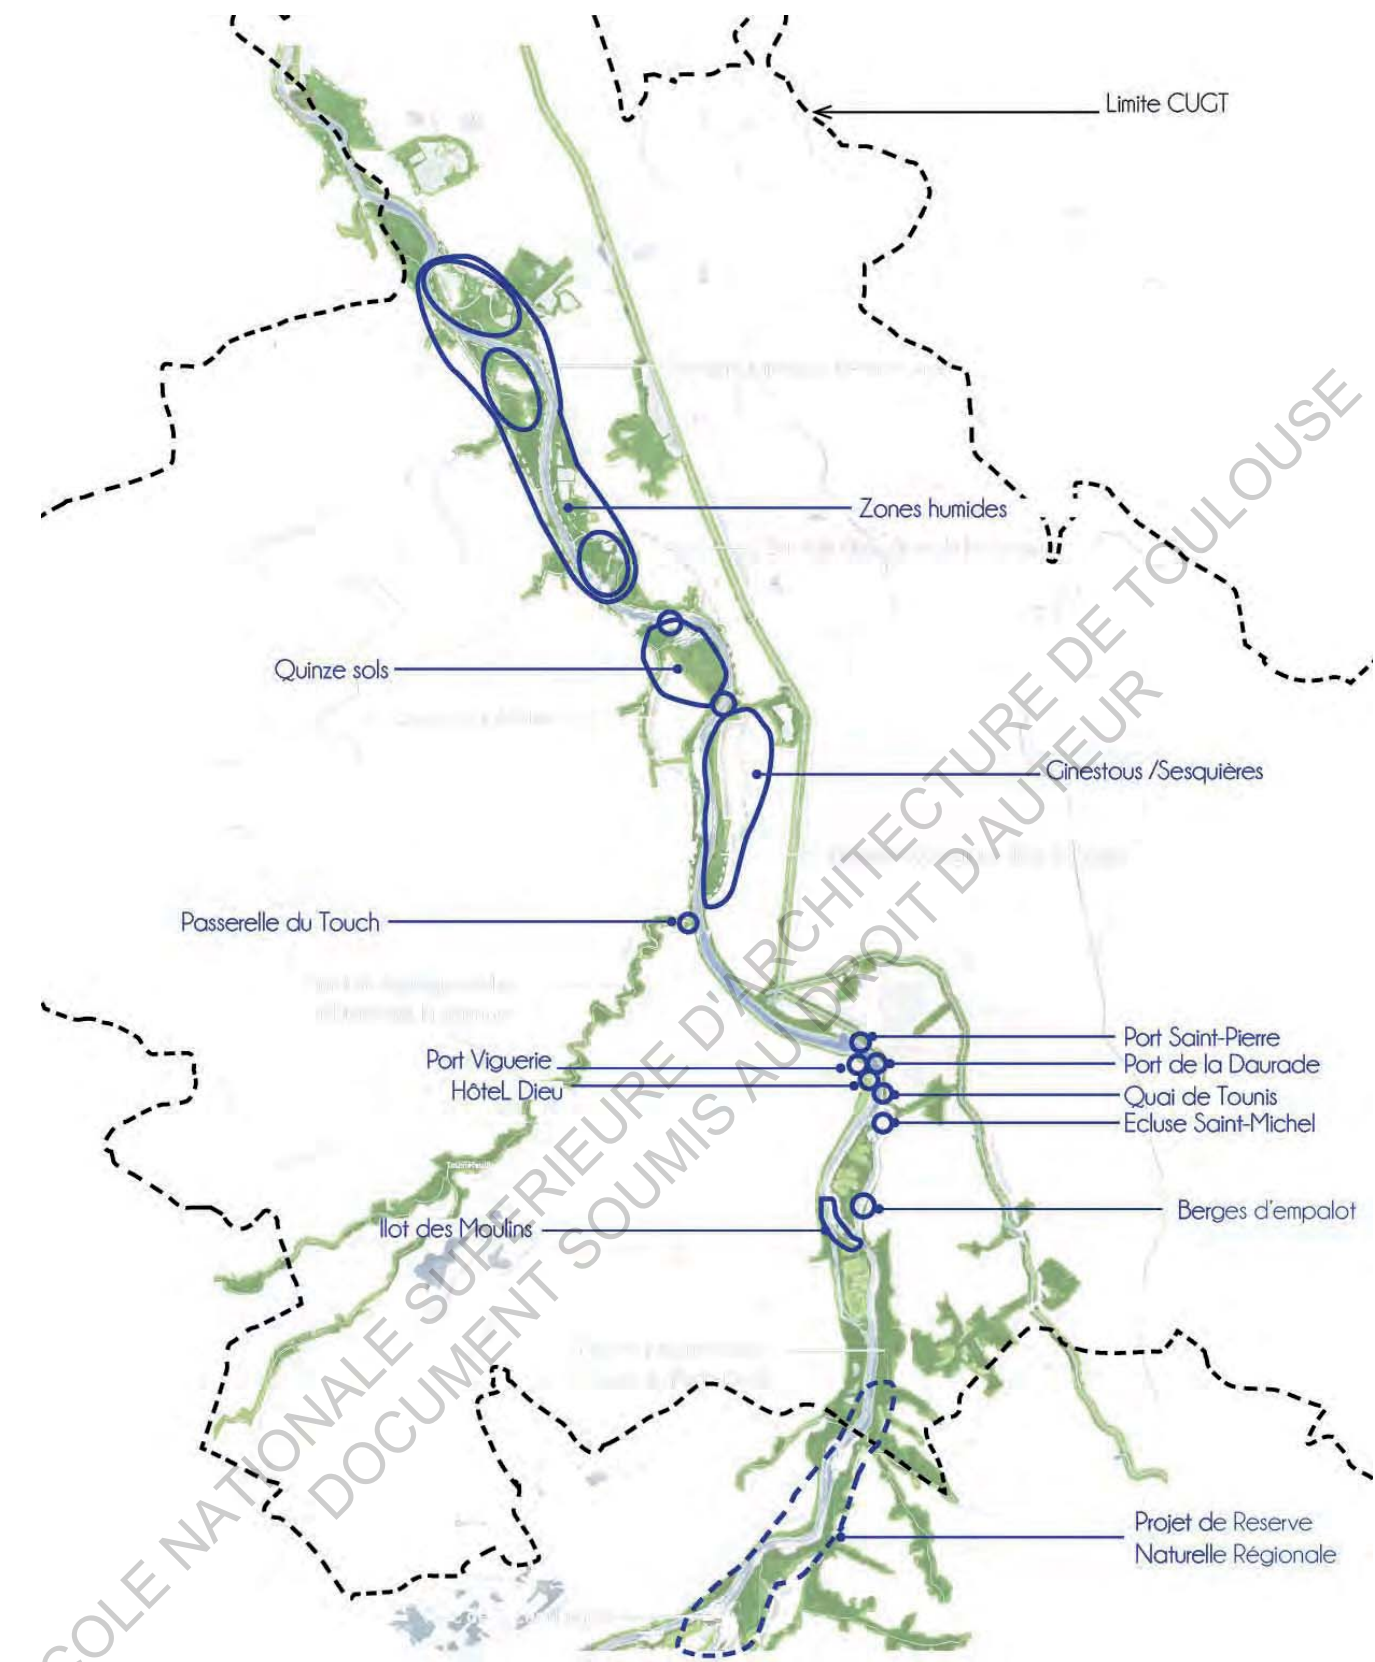 Limite CUGT
Zones humides
Quinze sols
Ginestous /Sesquières
Passerelle du Touch
Port Saint-Pierre
Port Viguerie
Port de la Daurade
HôteL Dieu
Quai de Tounis
Ecluse Saint-Michel
Berges d'empalot
Ilot des Moulins
Projet de Reserve
Naturelle Régionale
COLE NATIONALE SUPERIEURE D'ARCHITECTURE DE TOULOUSE
DOCUMENT SOUMIS AU DROIT D'AUTEUR